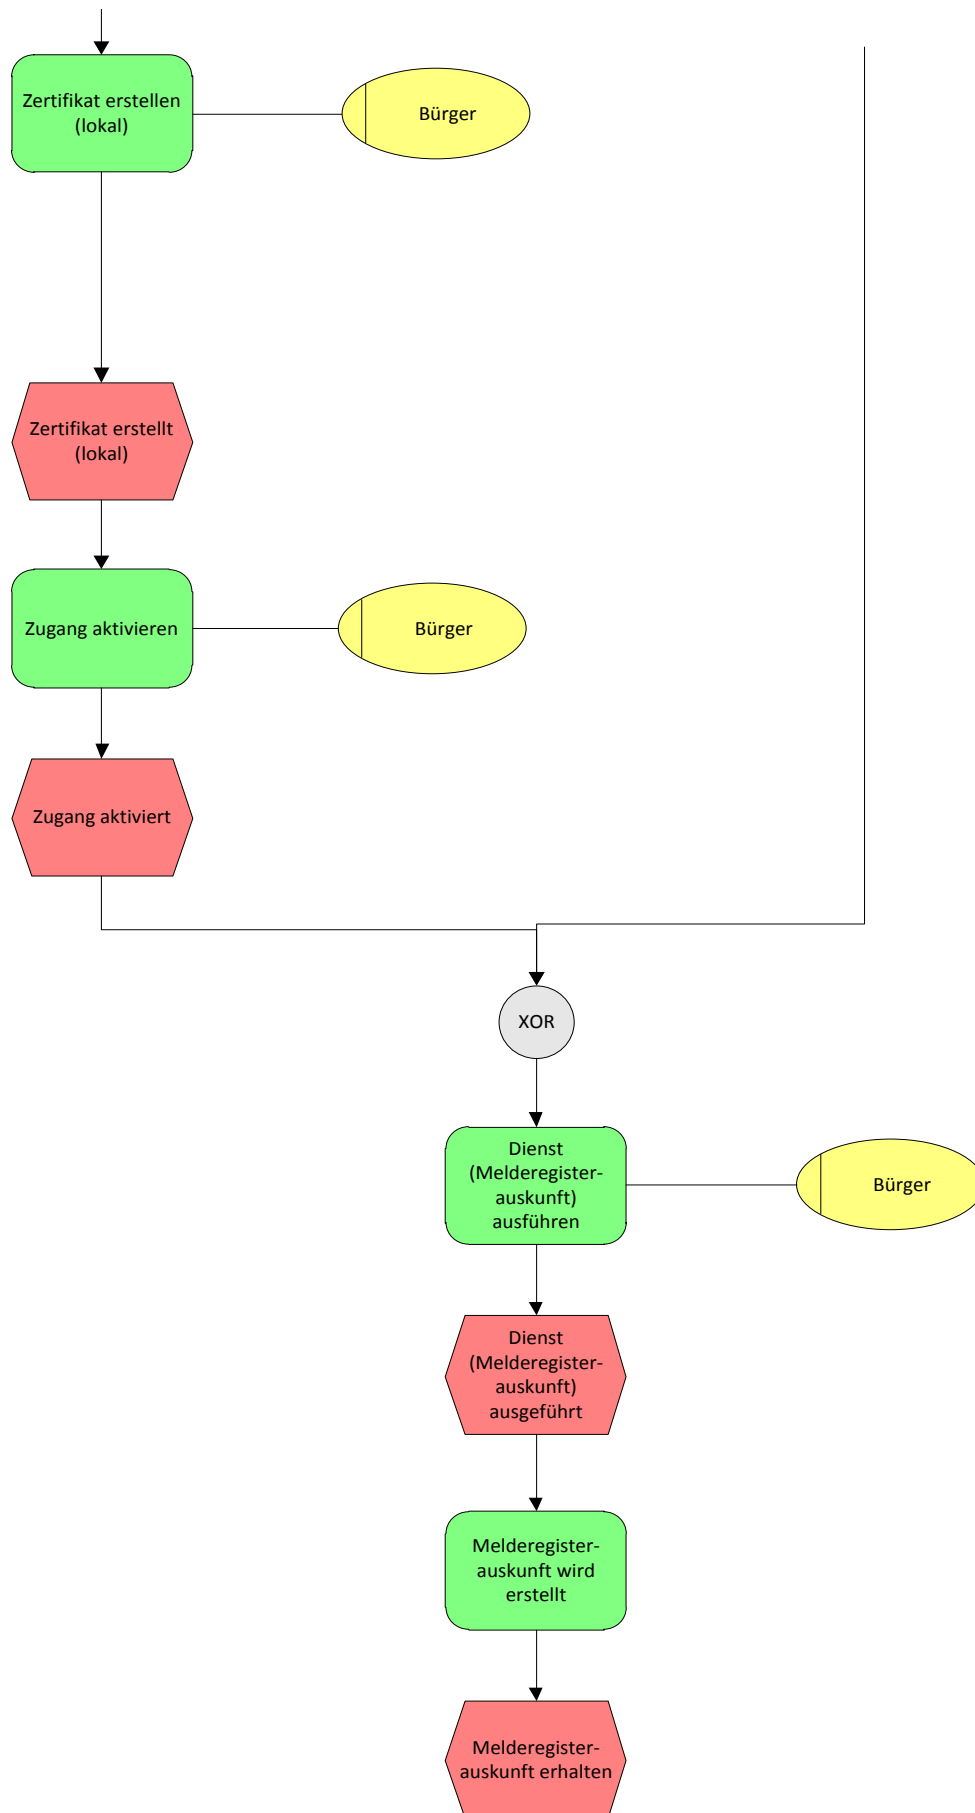 Zertifikat erstellen
(lokal)
Bürger
Zertifikat erstellt
(lokal)
Zugang aktivieren
Bürger
Zugang aktiviert
XOR
Dienst
(Melderegister-
auskunft)
ausführen
Bürger
Dienst
(Melderegister-
auskunft)
ausgeführt
Melderegister-
auskunft wird
erstellt
Melderegister-
auskunft erhalten